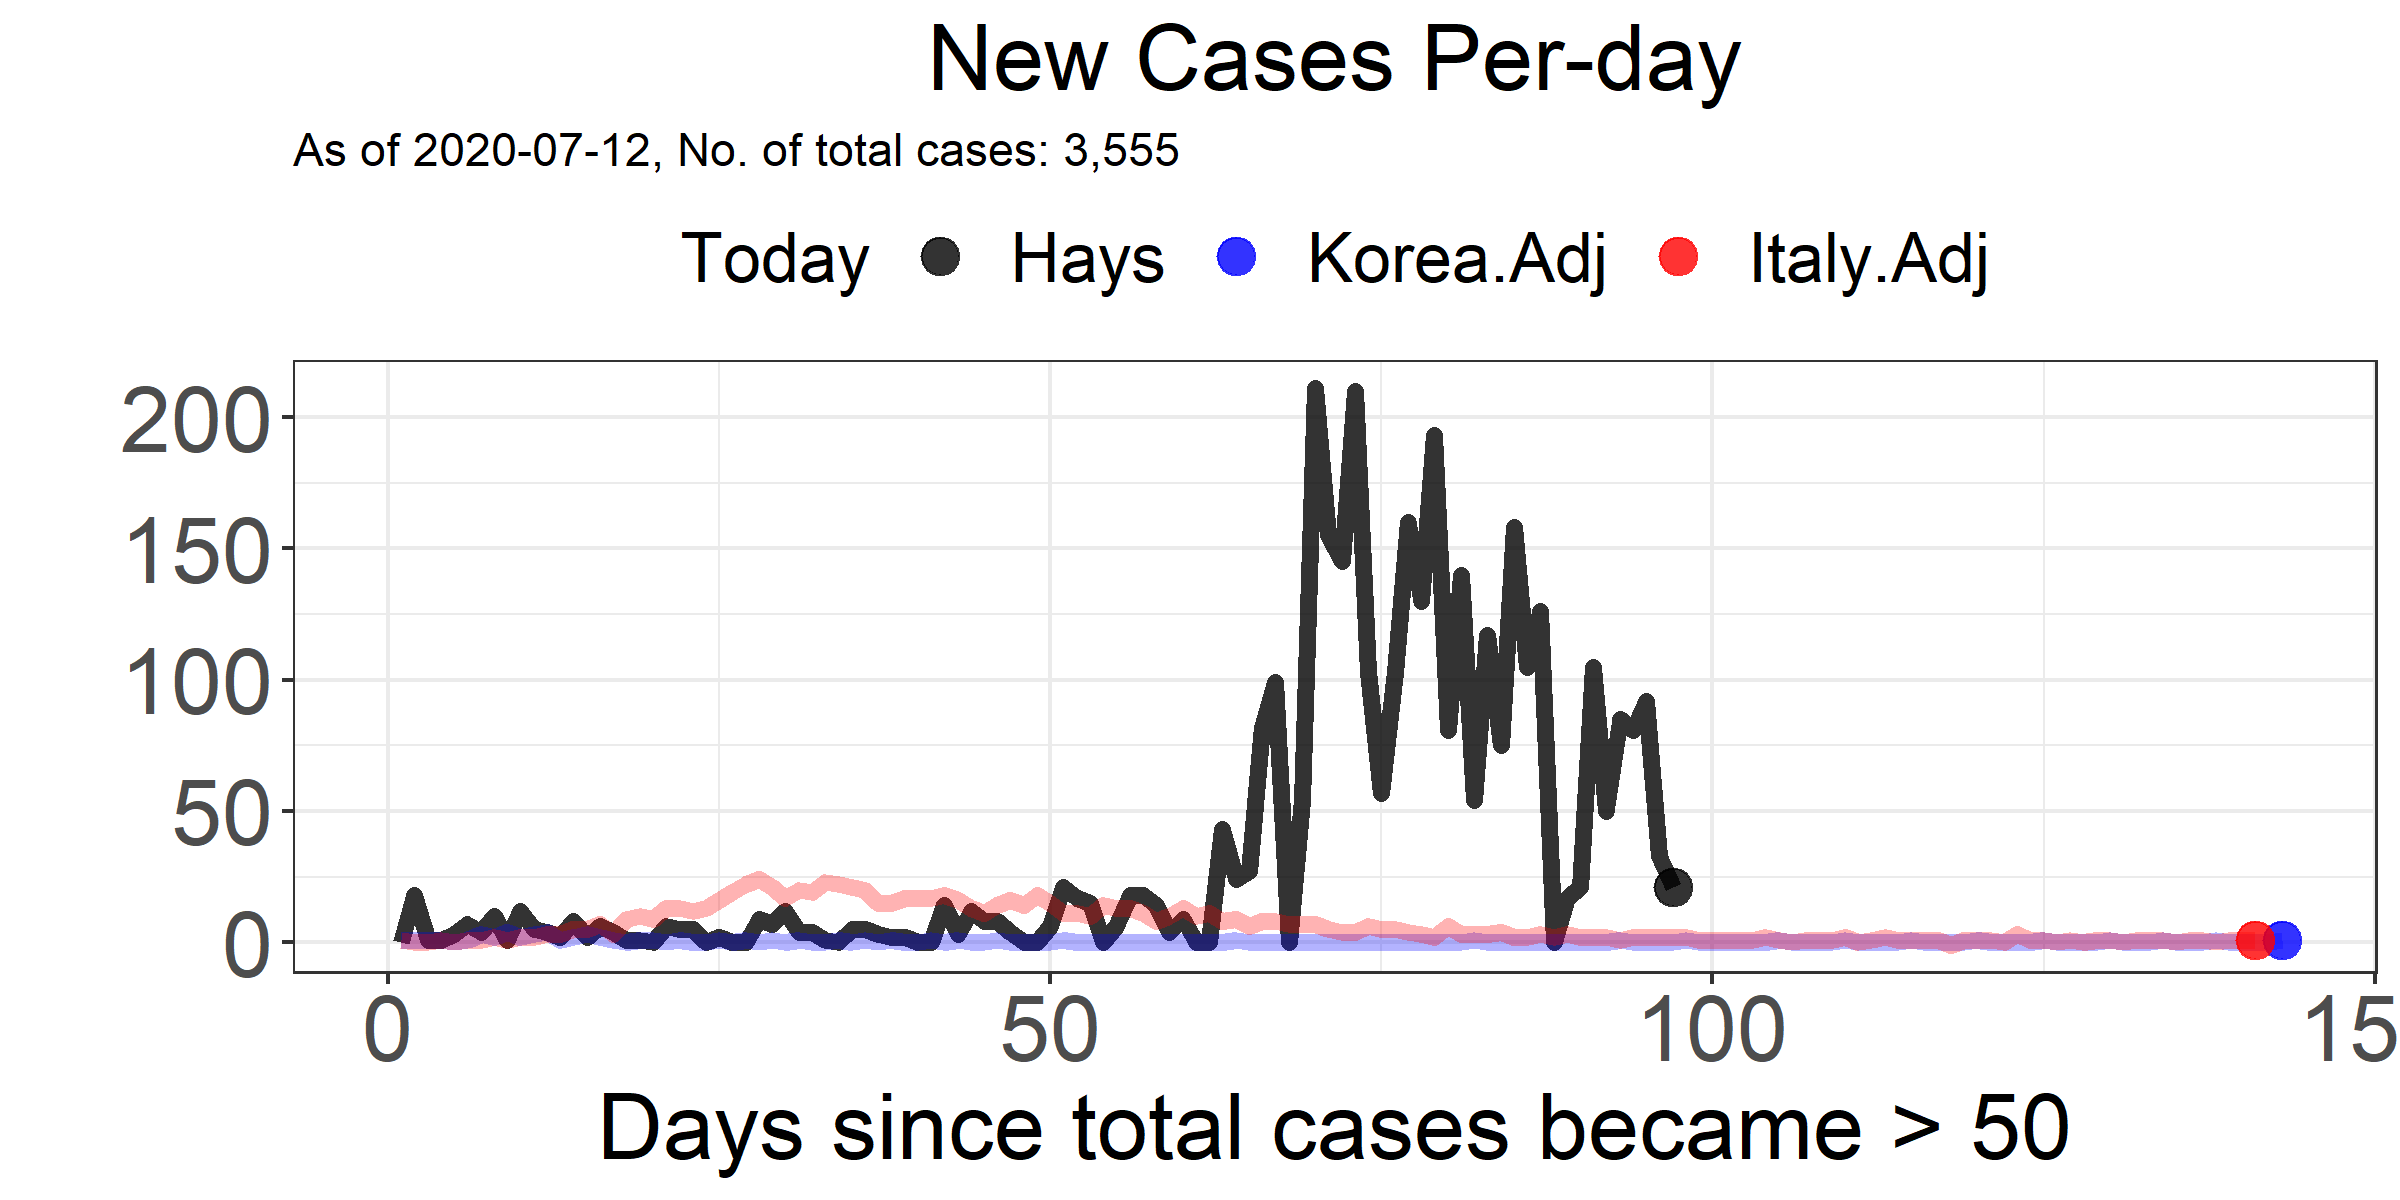 New Cases Per-day
As of 2020-07-12, No. of total cases: 3,555
Today Hays Korea.Adj Italy.Adj
200
150
100
50
0
0 50 100 15
Days since total cases became > 50